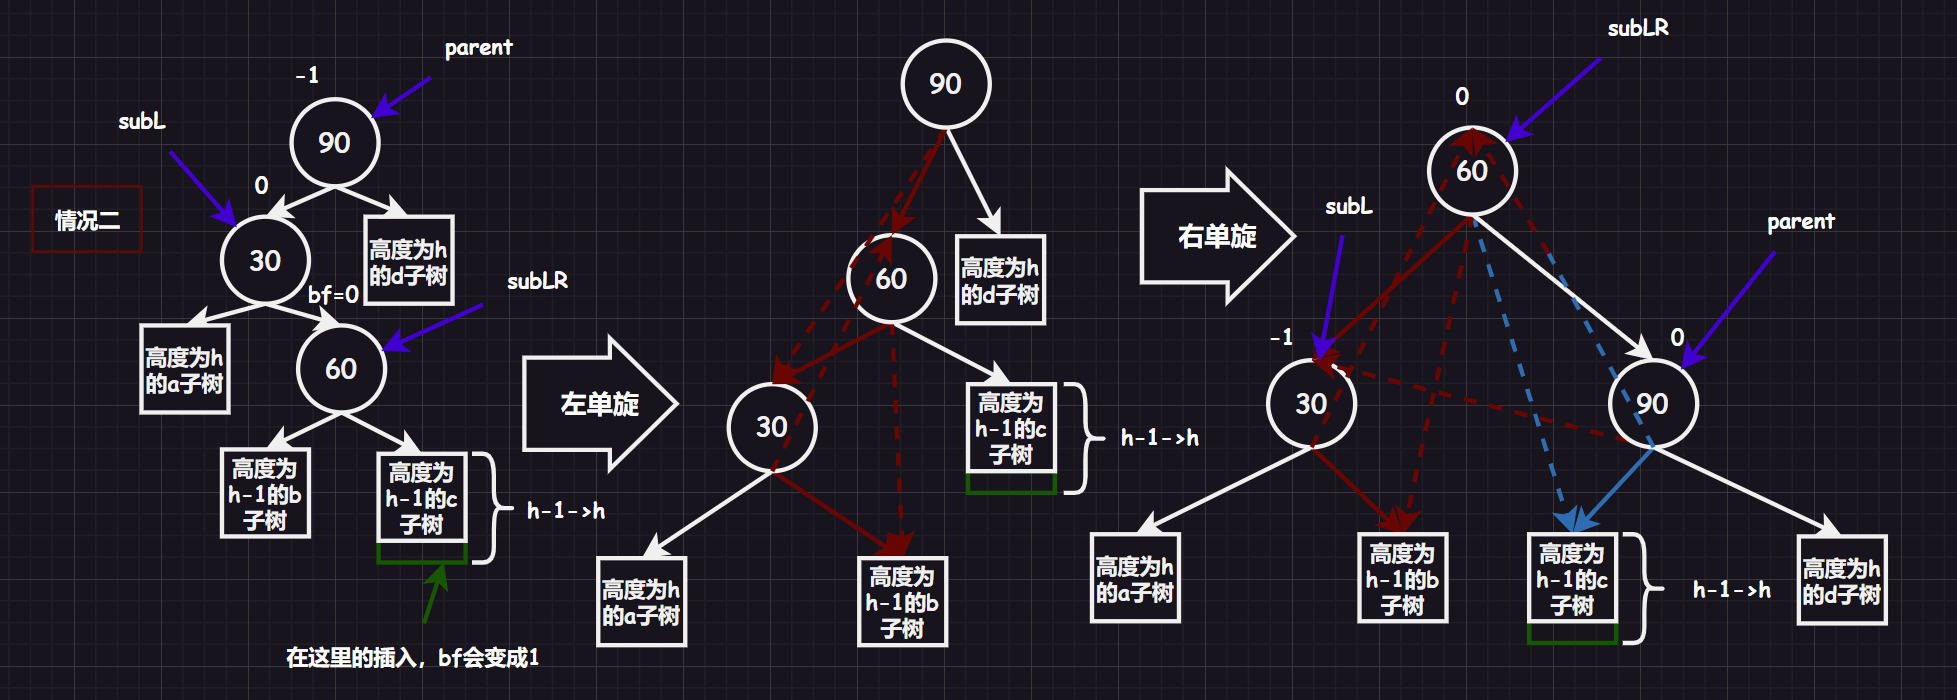 情况二
parent
-1
subL
90
0
30
高度为h
的d子树
bf=0
subLR
高度为h
的a子树
60
高度为
h-1的b
子树
高度为
h-1的c
子树
h-1->h
在这里的插入，bf会变成1
左单旋
90
60
高度为h
的d子树
30
高度为
h-1的c
子树
h-1->h
高度为h
的a子树
高度为
h-1的b
子树
右单旋
subLR
0
60
subL
parent
-1
30
0
90
高度为h
的a子树
高度为
h-1的b
子树
高度为
h-1的c
子树
h-1->h
高度为h
的d子树